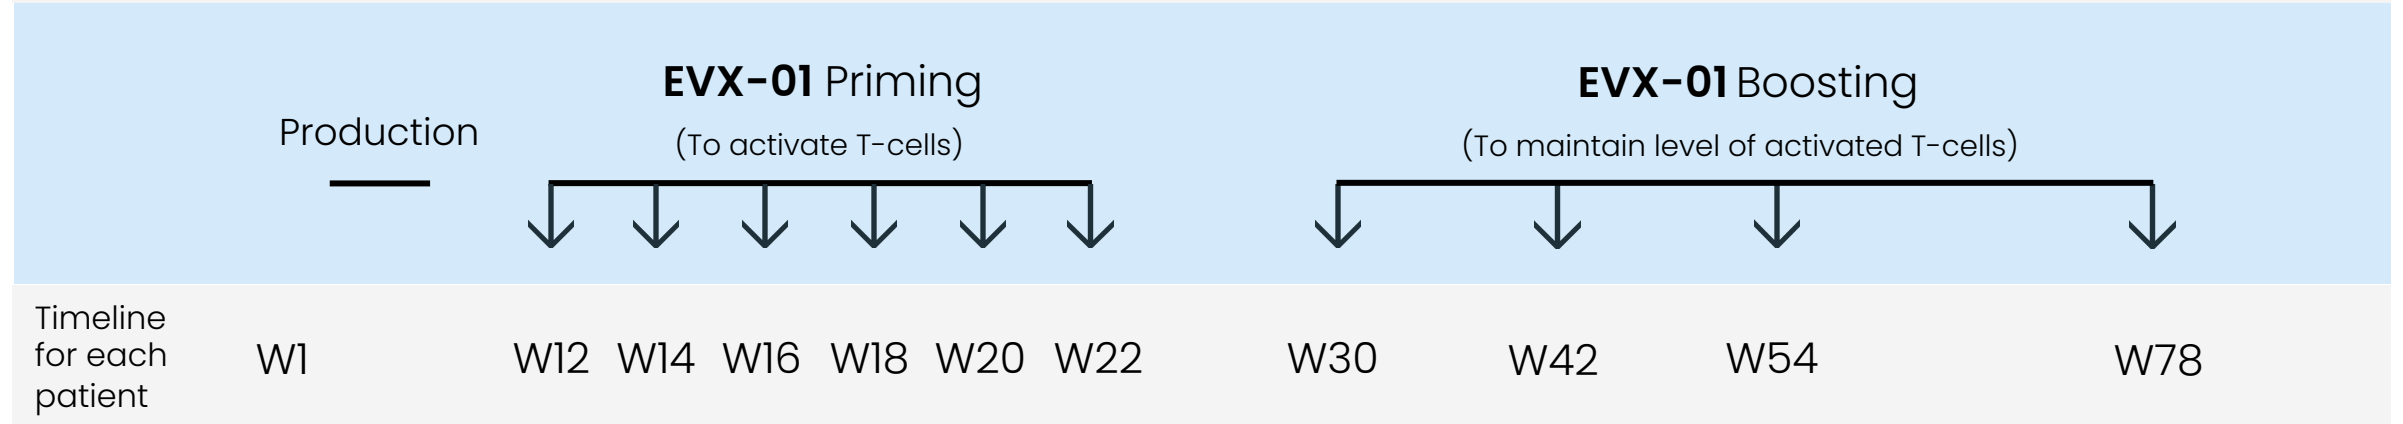 EVX-01 Priming
EVX-01 Boosting
Production
(To activate T-cells)
(To maintain level of activated T-cells)
Timeline
for each
patient
W1
W12 W14 W16 W18 W20 W22 W30 W42 W54 W78